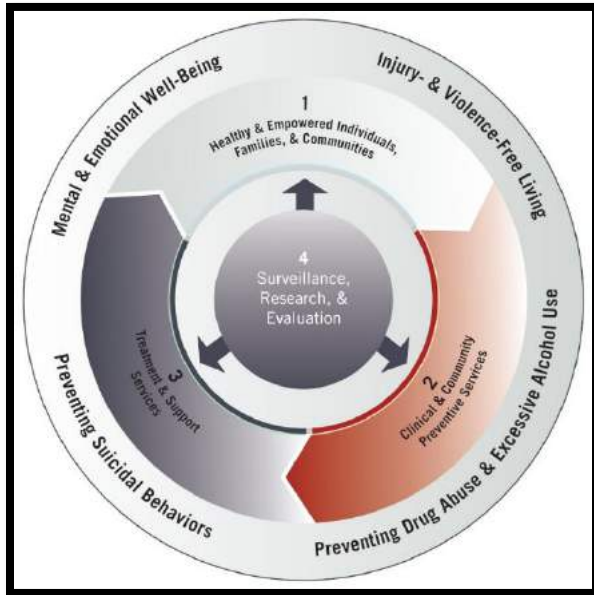 Mental & Emotional Well-Being
Injury- & Violence-Free Living
1
Healthy & Empowered Individuals,
Families, & Communities
4
Surveillance,
Research, &
Evaluation
3
Treatment & Support
Services
2
Clinical & Community
Preventive Services
Preventing Suicidal Behaviors
Preventing Drug Abuse & Excessive Alcohol Use